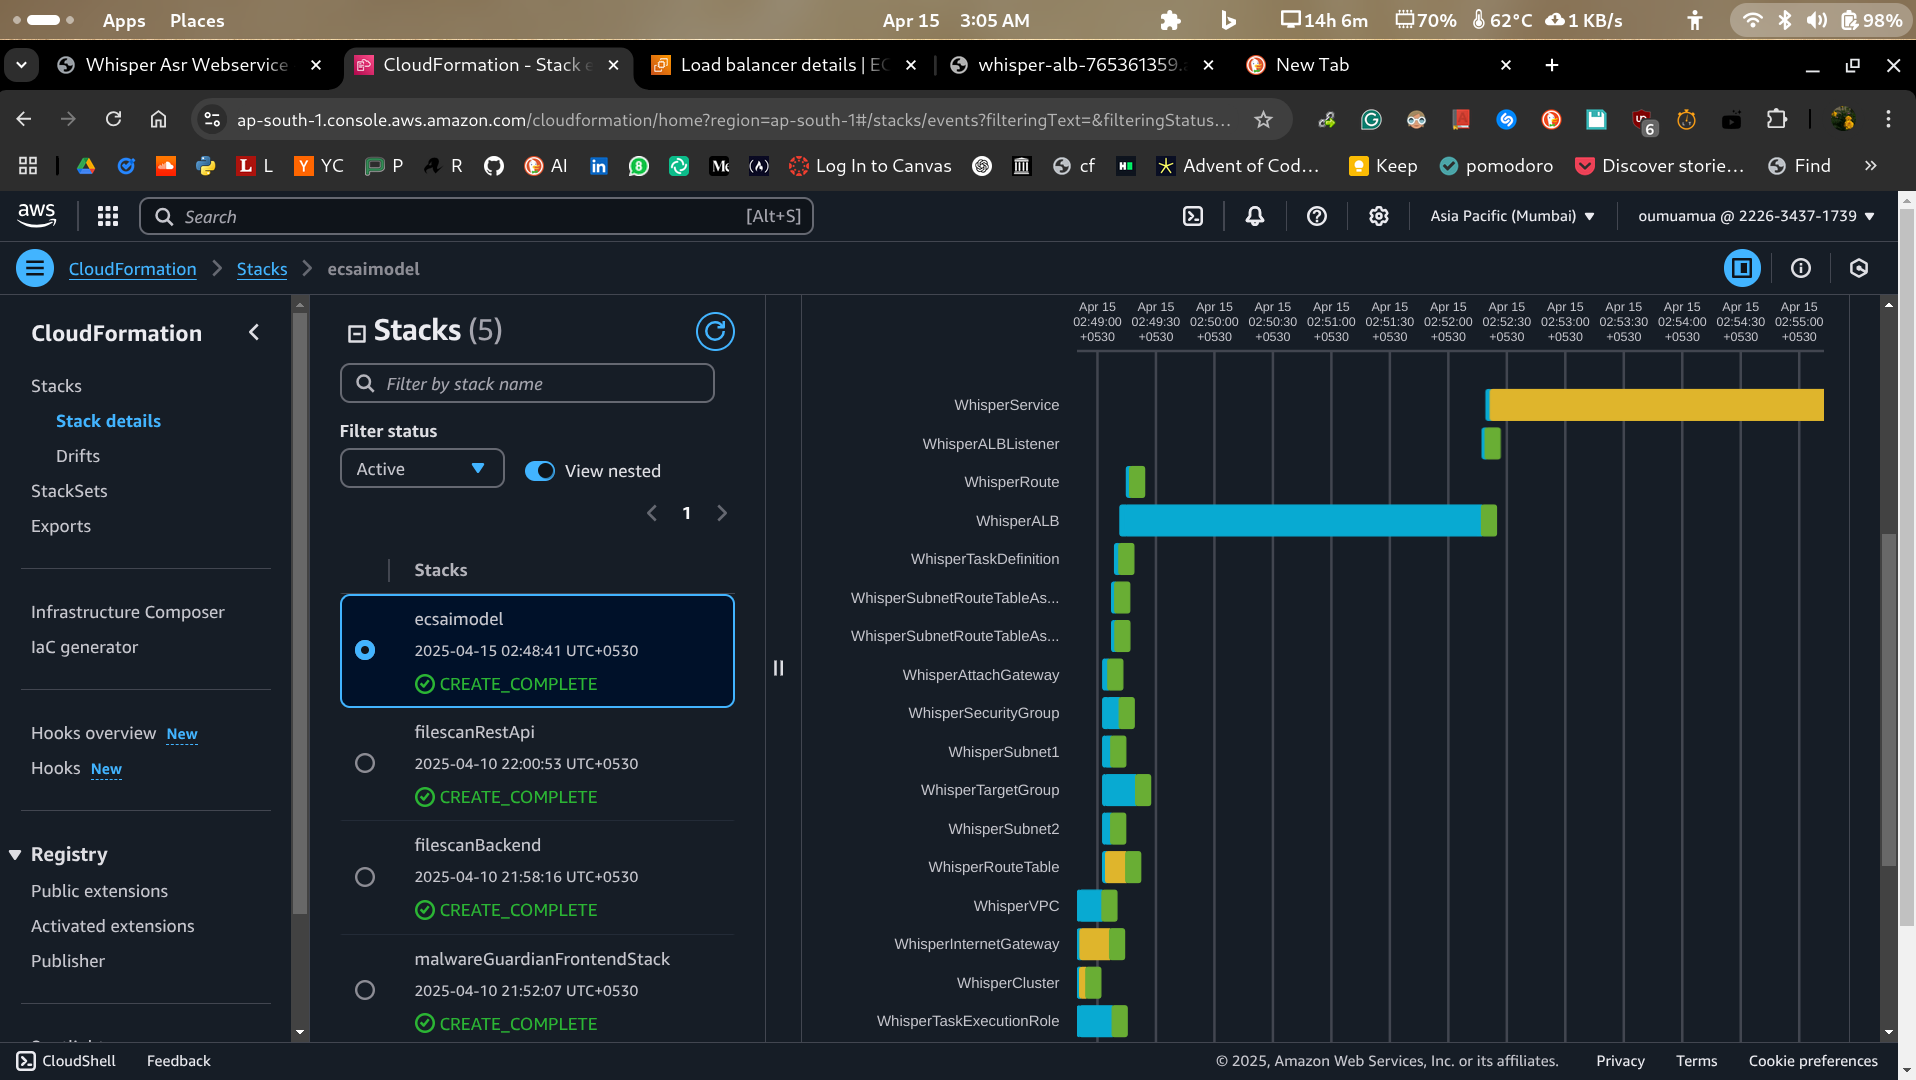 Apps Places Apr 15 3:05 AM 14h 6m 70% 62°C 1 KB/s 98%
Whisper Asr Webservice CloudFormation - Stack e Load balancer details | EC whisper-alb-765361359. New Tab
ap-south-1.console.aws.amazon.com/cloudformation/home?region=ap-south-1#/stacks/events?filteringText=&filteringStatus... 6
L YC P R AI Log In to Canvas cf Advent of Cod... Keep pomodoro Discover storie... Find
aws Search [Alt+S] Asia Pacific (Mumbai) oumuamua @ 2226-3437-1739
CloudFormation Stacks ecsaimodel
CloudFormation
Stacks
Stack details
Drifts
StackSets
Exports
Infrastructure Composer
IaC generator
Hooks overview New
Hooks New
Registry
Public extensions
Activated extensions
Publisher
Stacks (5)
Filter by stack name
Filter status
Active View nested
1
Stacks
ecsaimodel
2025-04-15 02:48:41 UTC+0530
CREATE_COMPLETE
filescanRestApi
2025-04-10 22:00:53 UTC+0530
CREATE_COMPLETE
filescanBackend
2025-04-10 21:58:16 UTC+0530
CREATE_COMPLETE
malwareGuardianFrontendStack
2025-04-10 21:52:07 UTC+0530
CREATE_COMPLETE
Apr 15 Apr 15 Apr 15 Apr 15 Apr 15 Apr 15 Apr 15 Apr 15 Apr 15 Apr 15 Apr 15 Apr 15 Apr 15
02:49:00 02:49:30 02:50:00 02:50:30 02:51:00 02:51:30 02:52:00 02:52:30 02:53:00 02:53:30 02:54:00 02:54:30 02:55:00
+0530 +0530 +0530 +0530 +0530 +0530 +0530 +0530 +0530 +0530 +0530 +0530 +0530
WhisperService
WhisperALBListener
WhisperRoute
WhisperALB
WhisperTaskDefinition
WhisperSubnetRouteTableAs...
WhisperSubnetRouteTableAs...
WhisperAttachGateway
WhisperSecurityGroup
WhisperSubnet1
WhisperTargetGroup
WhisperSubnet2
WhisperRouteTable
WhisperVPC
WhisperInternetGateway
WhisperCluster
WhisperTaskExecutionRole
CloudShell Feedback © 2025, Amazon Web Services, Inc. or its affiliates. Privacy Terms Cookie preferences